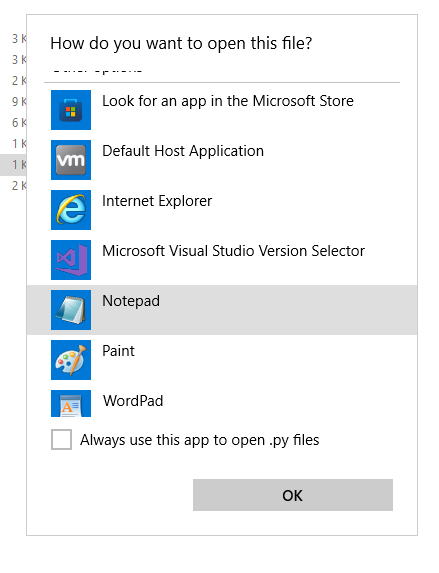 How do you want to open this file?
Other options
Look for an app in the Microsoft Store
Default Host Application
Internet Explorer
Microsoft Visual Studio Version Selector
Notepad
Paint
WordPad
Always use this app to open .py files
OK
3 K
3 K
2 K
9 K
6 K
1 K
1 K
2 K
vm